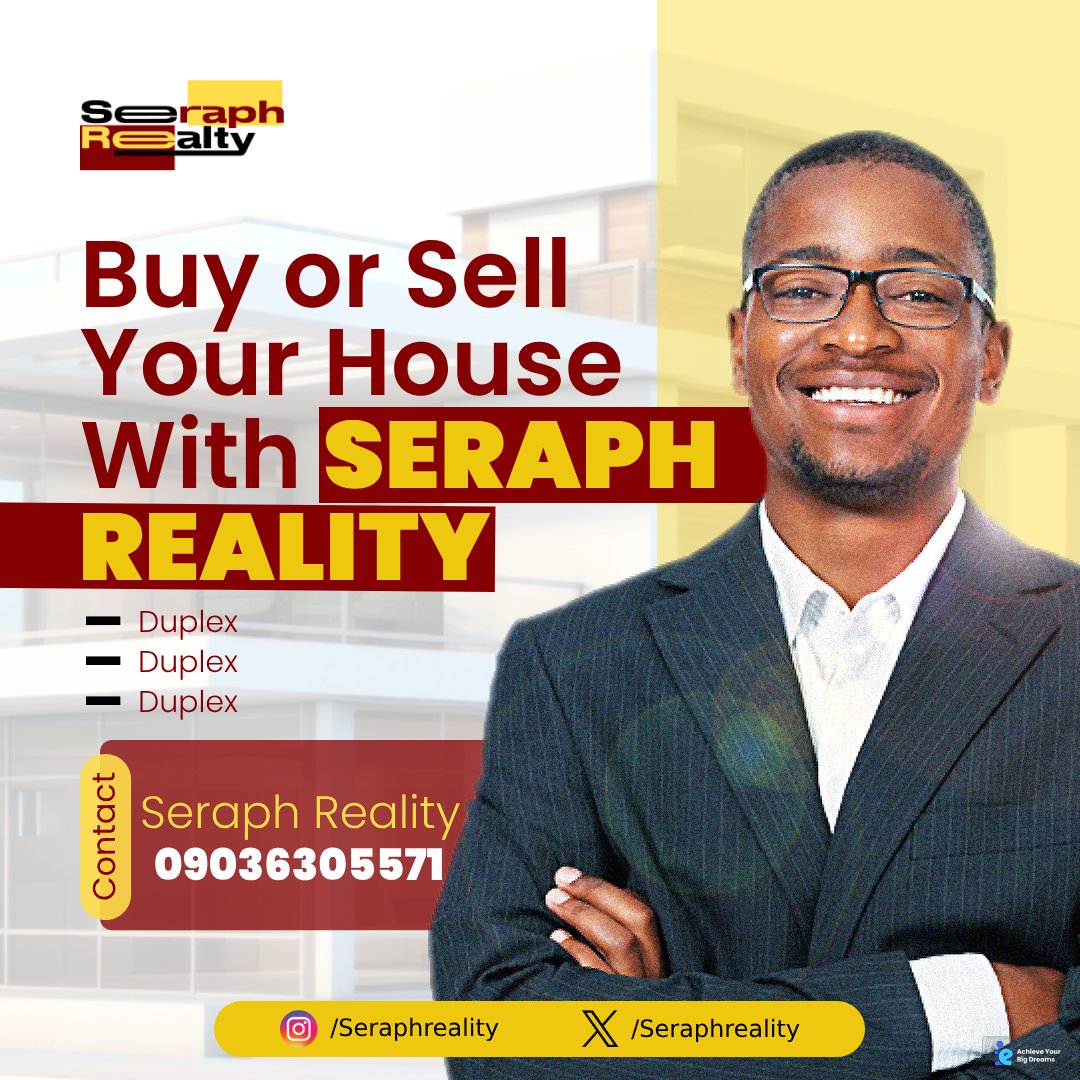 Seeraph
Reealty
Buy or Sell
Your House
With SERAPH
REALITY
Duplex
Duplex
Duplex
Contact
Seraph Reality
09036305571
/Seraphreality
/Seraphreality
Achieve Your
Big Dreams